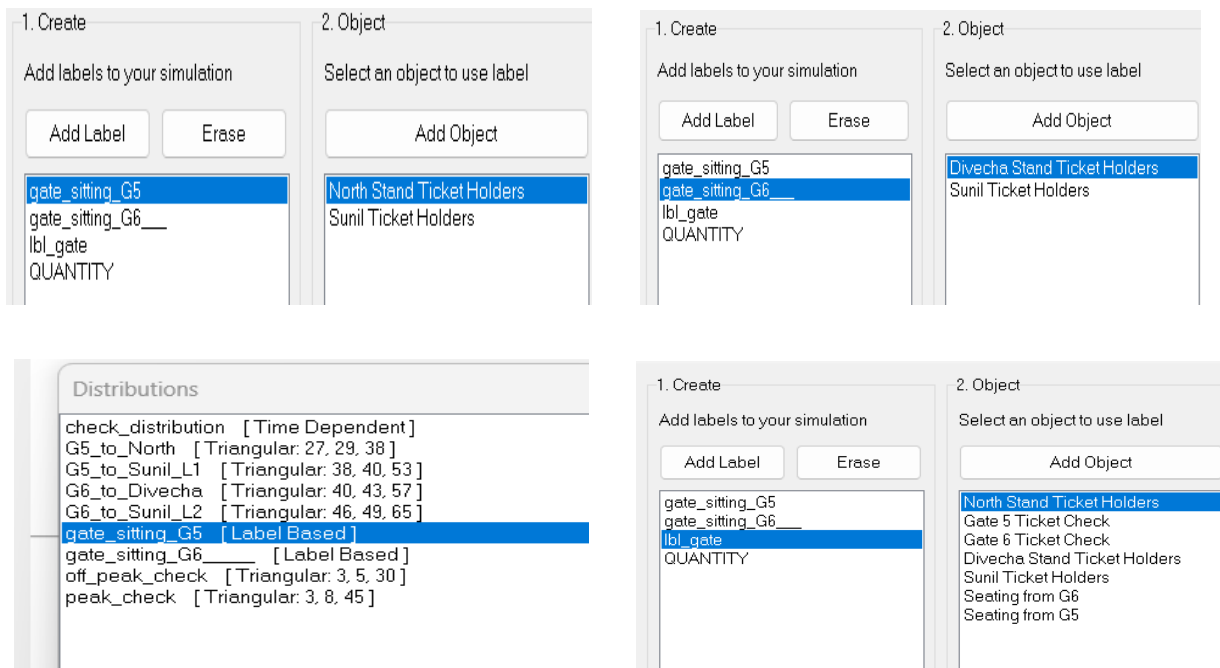 1. Create
2. Object
Add labels to your simulation
Select an object to use label
Add Label
Erase
Add Object
gate_sitting_G5
gate_sitting_G6___
lbl_gate
QUANTITY
North Stand Ticket Holders
Sunil Ticket Holders
1. Create
2. Object
Add labels to your simulation
Select an object to use label
Add Label
Erase
Add Object
gate_sitting_G5
gate_sitting_G6___
lbl_gate
QUANTITY
Divecha Stand Ticket Holders
Sunil Ticket Holders
Distributions
check_distribution [ Time Dependent ]
G5_to_North [ Triangular: 27, 29, 38 ]
G5_to_Sunil_L1 [ Triangular: 38, 40, 53 ]
G6_to_Divecha [ Triangular: 40, 43, 57 ]
G6_to_Sunil_L2 [ Triangular: 46, 49, 65 ]
gate_sitting_G5 [ Label Based ]
gate_sitting_G6_____ [ Label Based ]
off_peak_check [ Triangular: 3, 5, 30 ]
peak_check [ Triangular: 3, 8, 45 ]
1. Create
2. Object
Add labels to your simulation
Select an object to use label
Add Label
Erase
Add Object
gate_sitting_G5
gate_sitting_G6___
lbl_gate
QUANTITY
North Stand Ticket Holders
Gate 5 Ticket Check
Gate 6 Ticket Check
Divecha Stand Ticket Holders
Sunil Ticket Holders
Seating from G6
Seating from G5